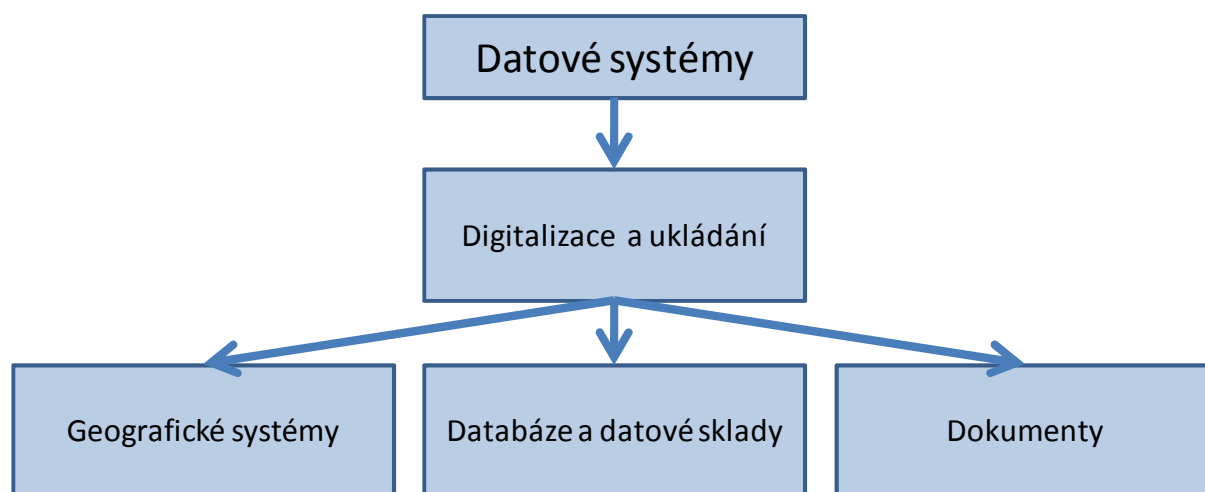 Datové systémy
Digitalizace a ukládání
Geografické systémy
Databáze a datové sklady
Dokumenty